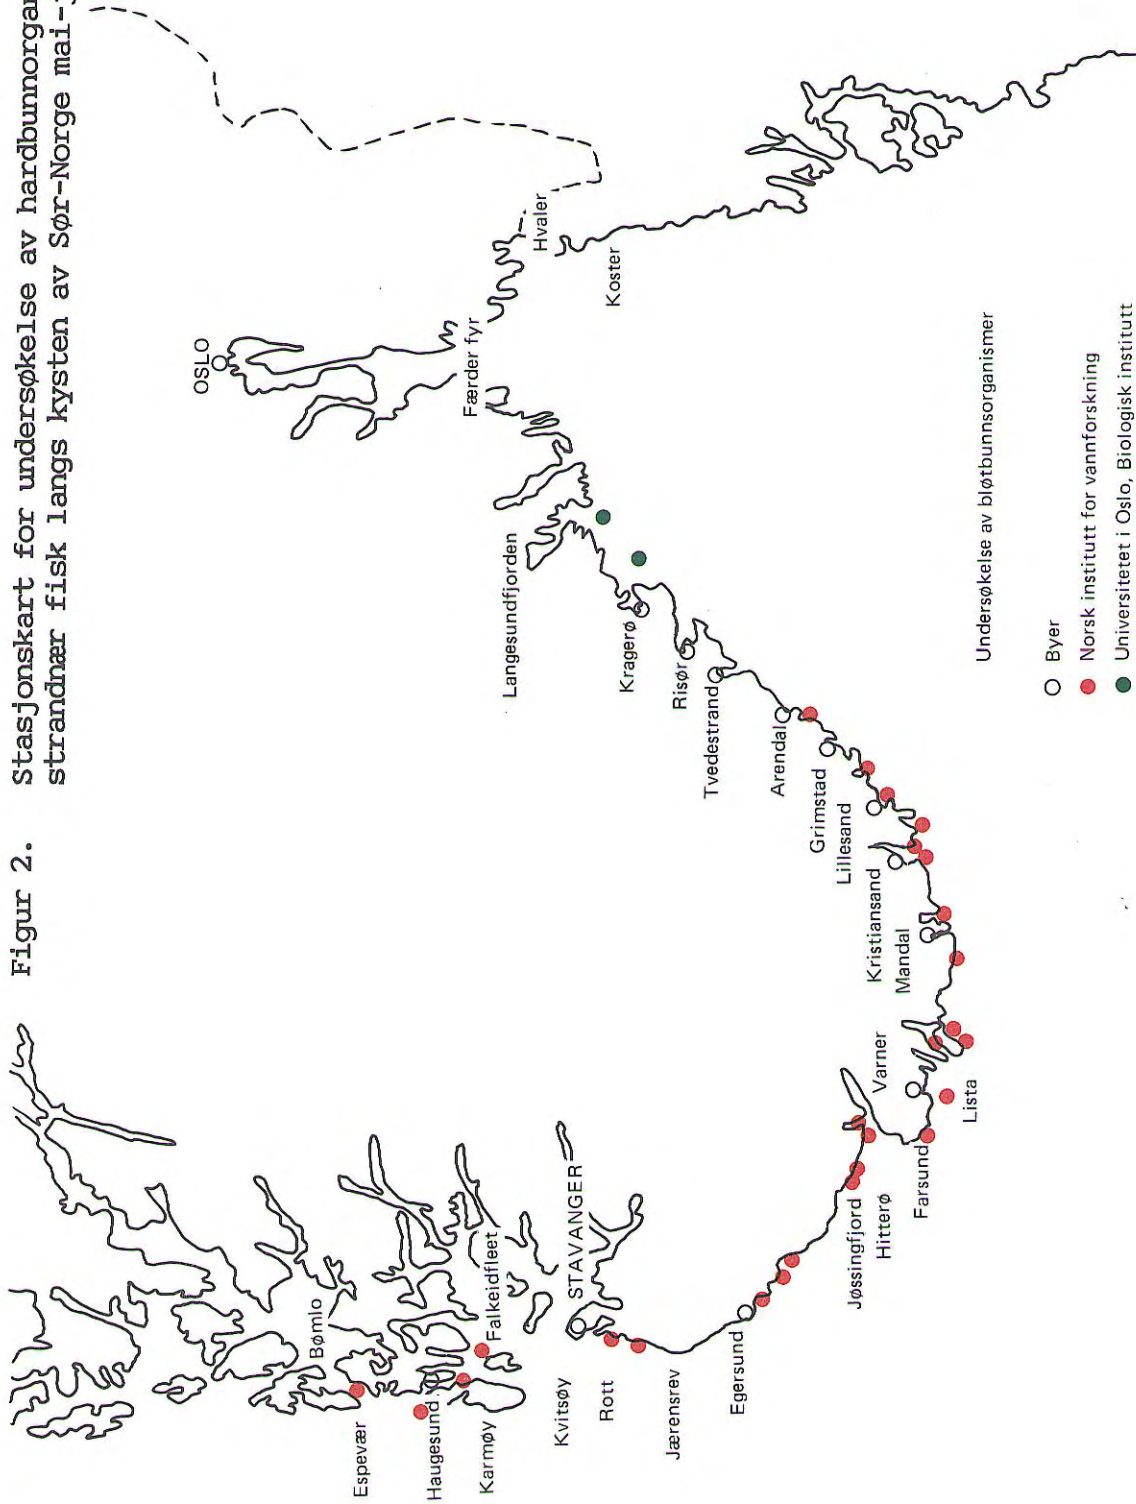 Figur 2. Stasjonskart for undersøkelse av hardbunnorga
strandnær fisk langs kysten av Sør-Norge mai-
OSLO
Hvaler
Færder fyr
Koster
Langesundfjorden
Kragerø
Risør
Tvedestrand
Arendal
Grimstad
Lillesand
Kristiansand
Mandal
Varner
Lista
Farsund
Hitterø
Jøssingfjord
Egersund
Jærensrev
Rott
Kvitsøy
STAVANGER
Falkeidfleet
Karmøy
Haugesund
Bømlo
Espevær
Undersøkelse av bløtbunnsorganismer
Byer
Norsk institutt for vannforskning
Universitetet i Oslo, Biologisk institutt